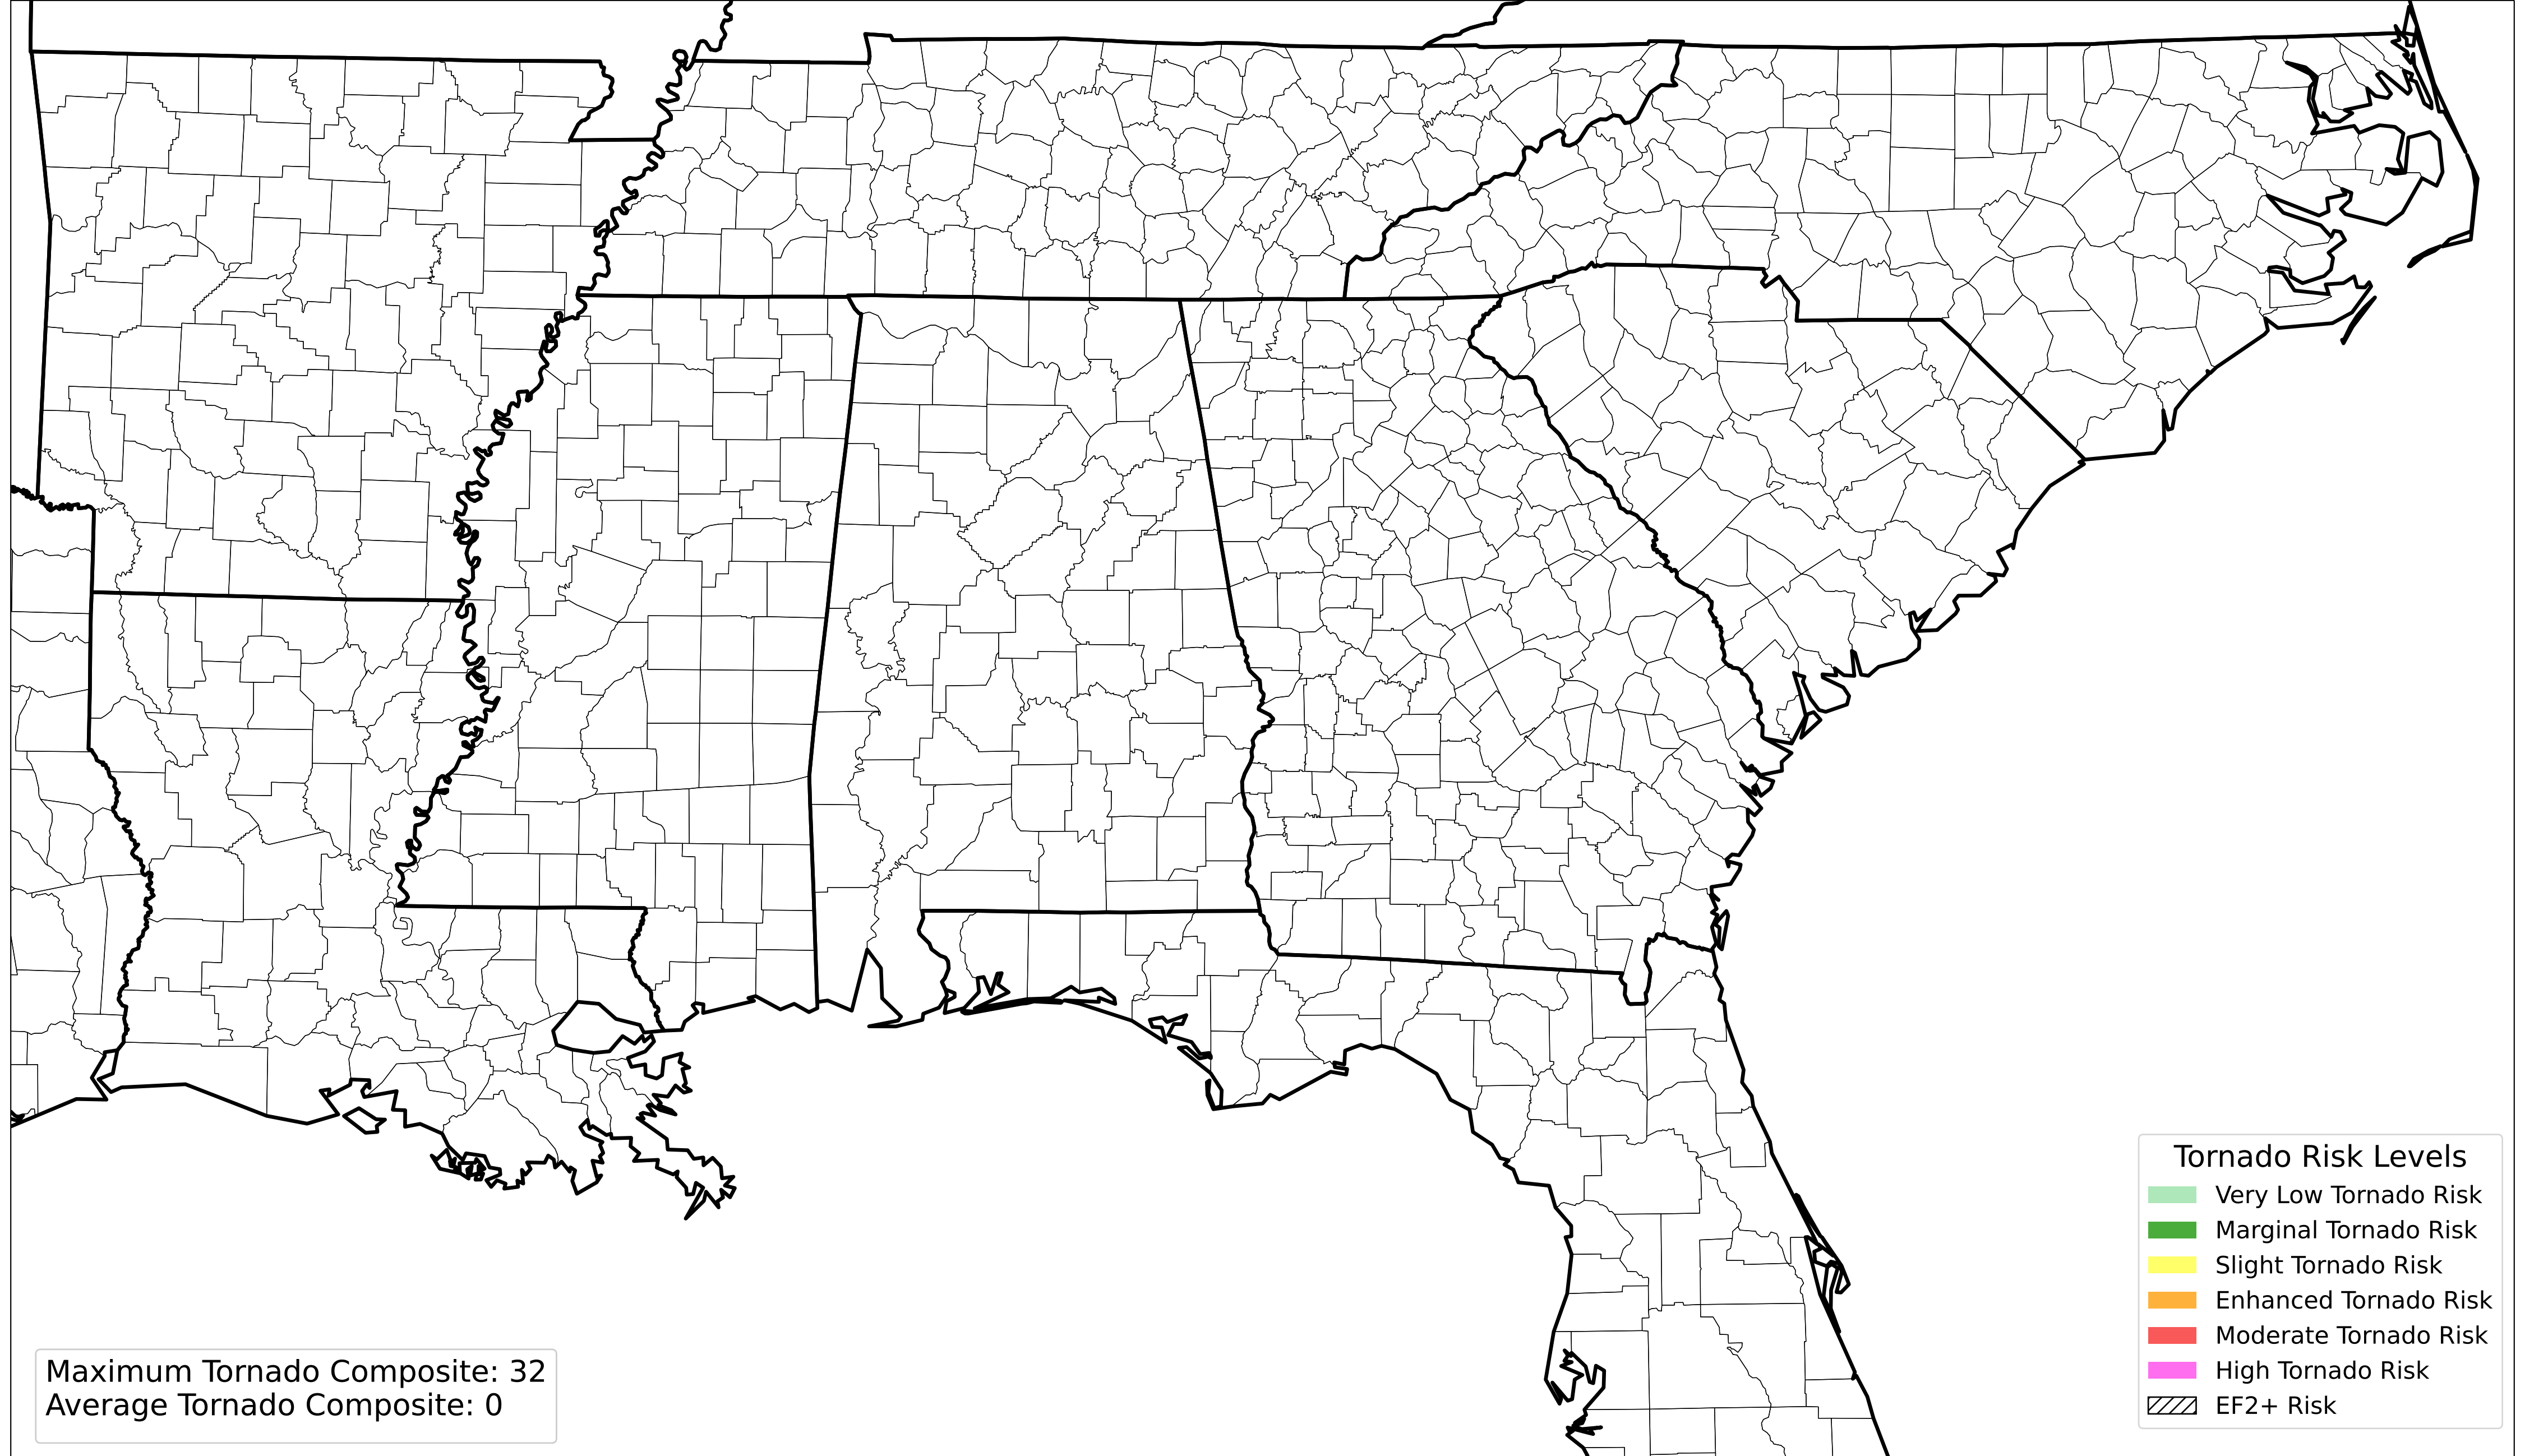 Tornado Risk Levels
Very Low Tornado Risk
Marginal Tornado Risk
Slight Tornado Risk
Enhanced Tornado Risk
Moderate Tornado Risk
High Tornado Risk
EF2+ Risk
Maximum Tornado Composite: 32
Average Tornado Composite: 0